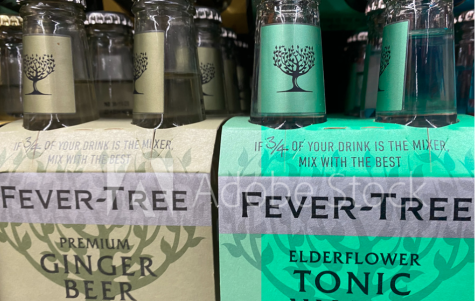 IF 3/4 OF YOUR DRINK IS THE MIXER,
MIX WITH THE BEST
FEVER-TREE
PREMIUM
GINGER
BEER
IF 3/4 OF YOUR DRINK IS THE MIXER,
MIX WITH THE BEST
FEVER-TREE
ELDERFLOWER
TONIC
Adobe Stock